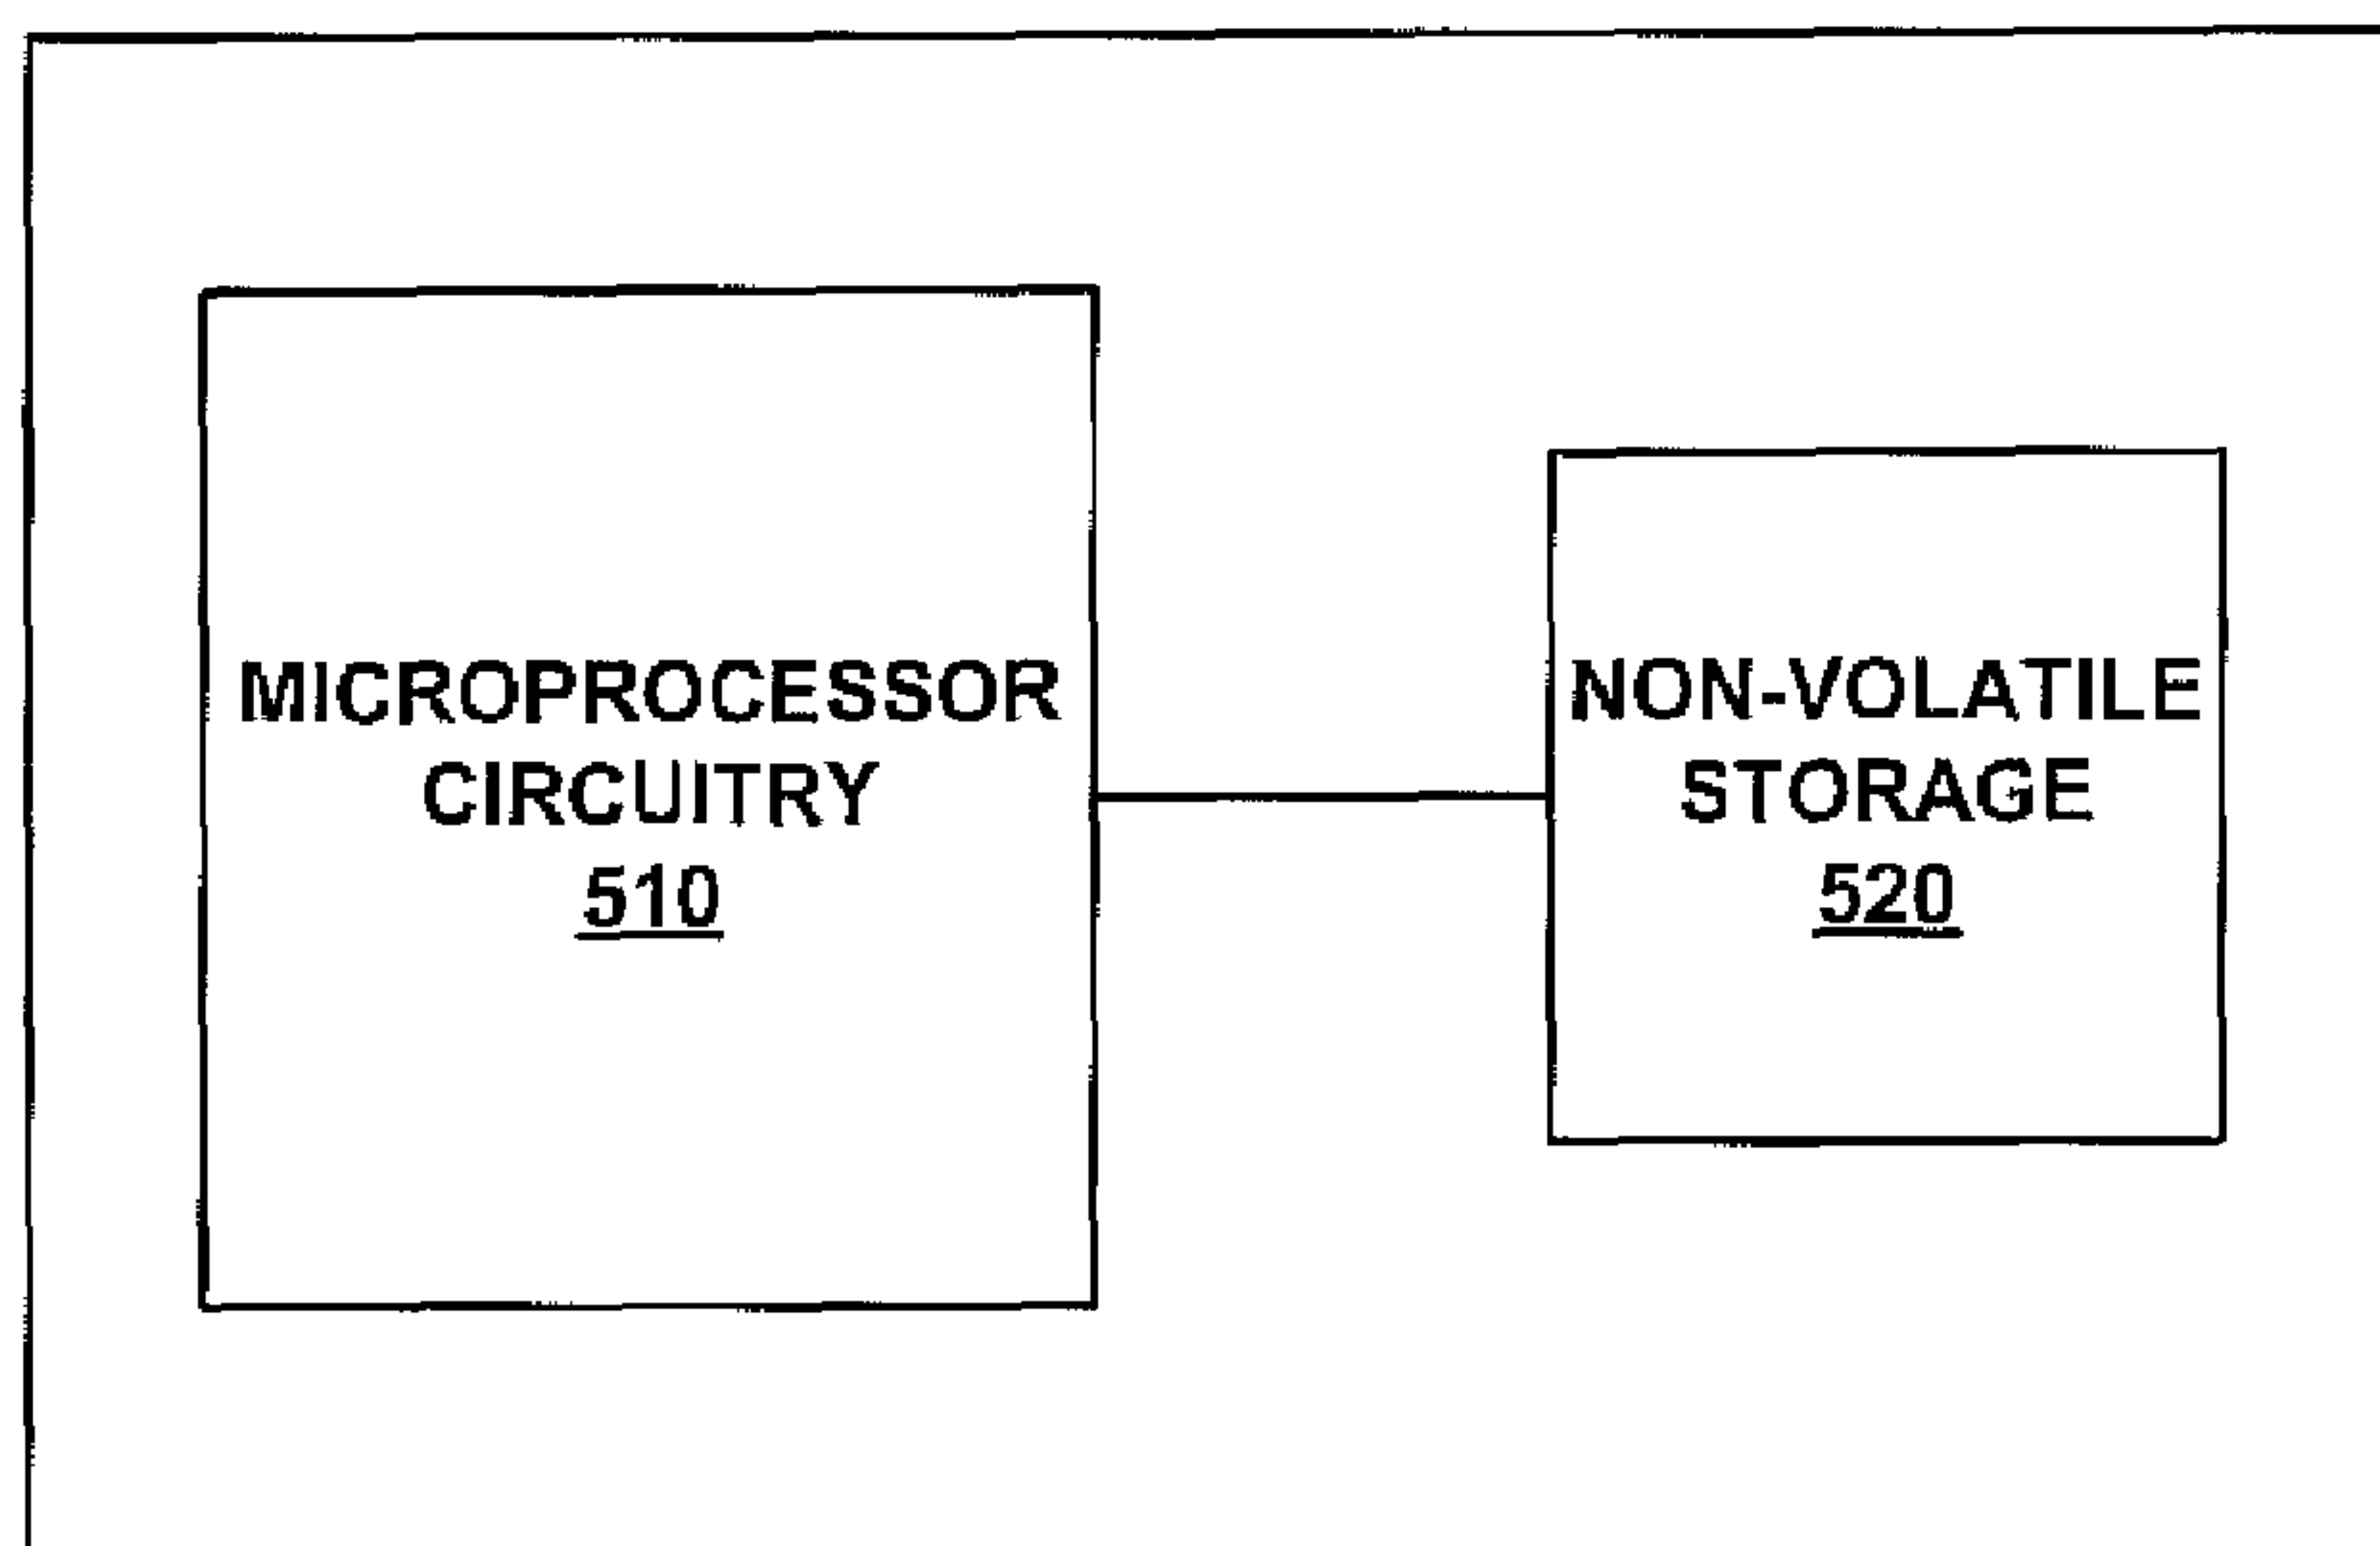 MICROPROCESSOR
CIRCUITRY
510
NON-VOLATILE
STORAGE
520